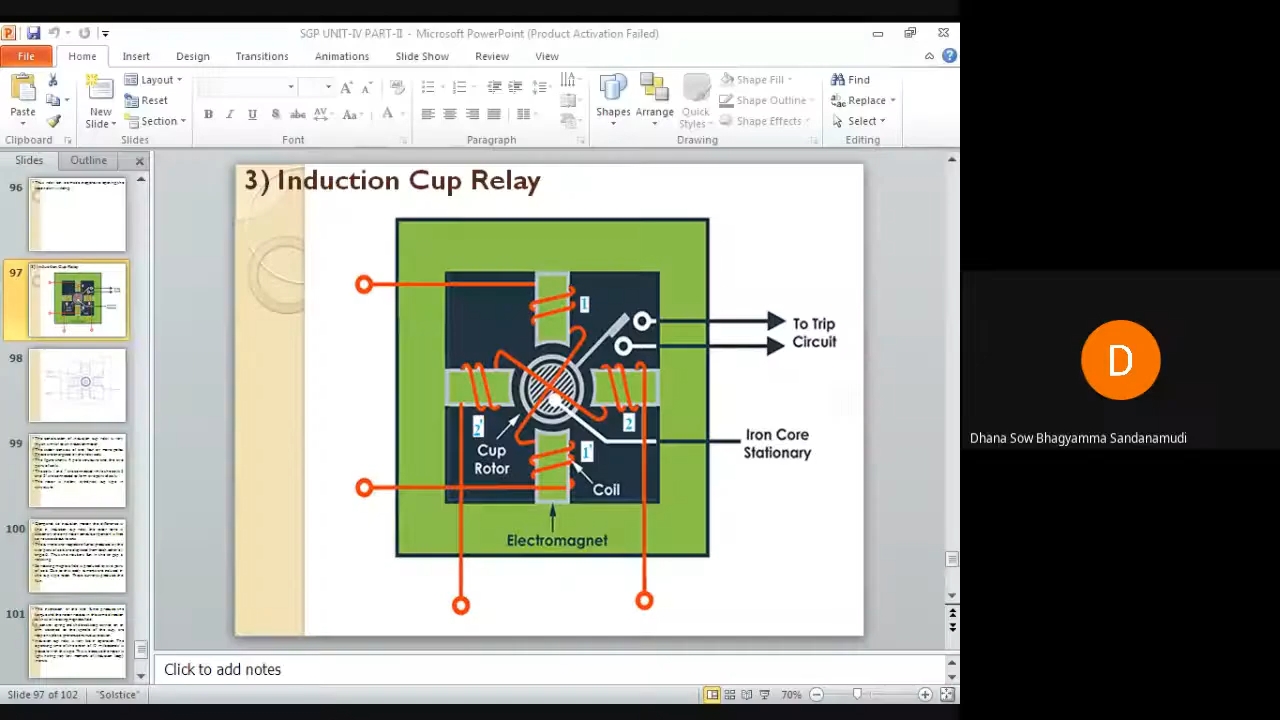 SGP UNIT-IV PART-II - Microsoft PowerPoint (Product Activation Failed)
File Home Insert Design Transitions Animations Slide Show Review View
Paste
Clipboard
New Slide
Layout
Reset
Section
Slides
Font
Paragraph
Shapes
Arrange
Quick Styles
Shape Fill
Shape Outline
Shape Effects
Drawing
Find
Replace
Select
Editing
Slides Outline
96
97
98
99
100
101
3) Induction Cup Relay
1
To Trip
Circuit
2'
2
1'
Cup
Rotor
Iron Core
Stationary
Coil
Electromagnet
Click to add notes
Slide 97 of 102 "Solstice" 70%
D
Dhana Sow Bhagyamma Sandanamudi